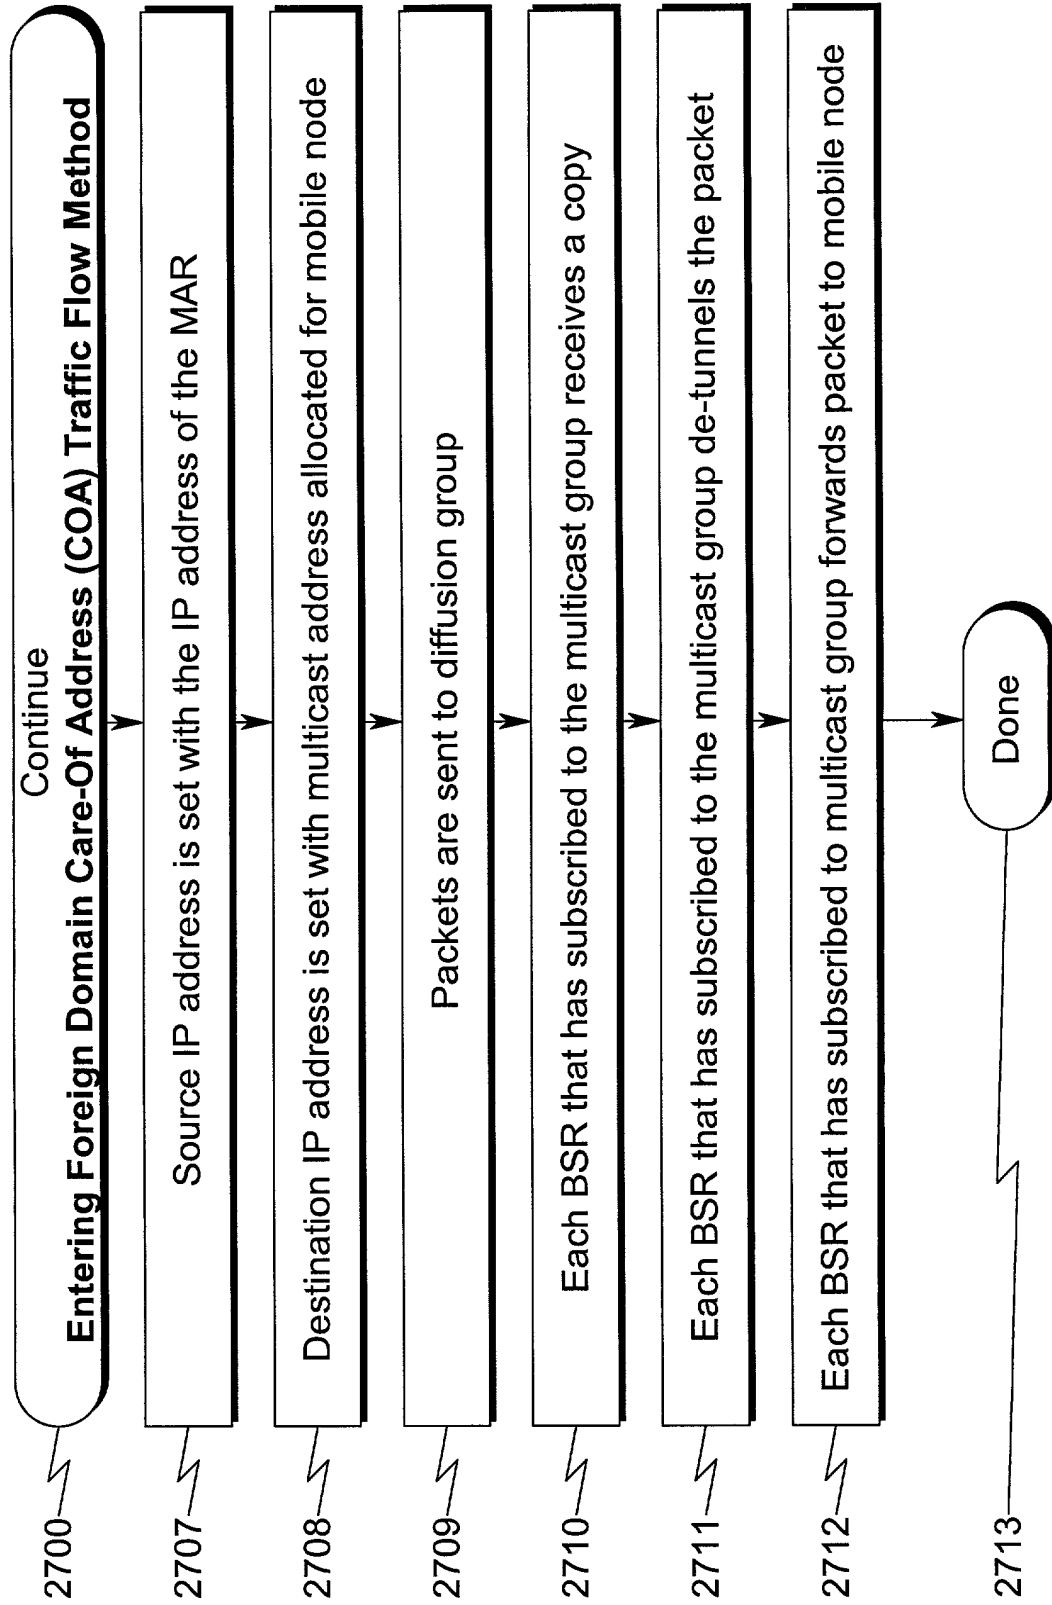 Continue
Entering Foreign Domain Care-Of Address (COA) Traffic Flow Method
2700
Source IP address is set with the IP address of the MAR
2707
Destination IP address is set with multicast address allocated for mobile node
2708
Packets are sent to diffusion group
2709
Each BSR that has subscribed to the multicast group receives a copy
2710
Each BSR that has subscribed to the multicast group de-tunnels the packet
2711
Each BSR that has subscribed to multicast group forwards packet to mobile node
2712
Done
2713